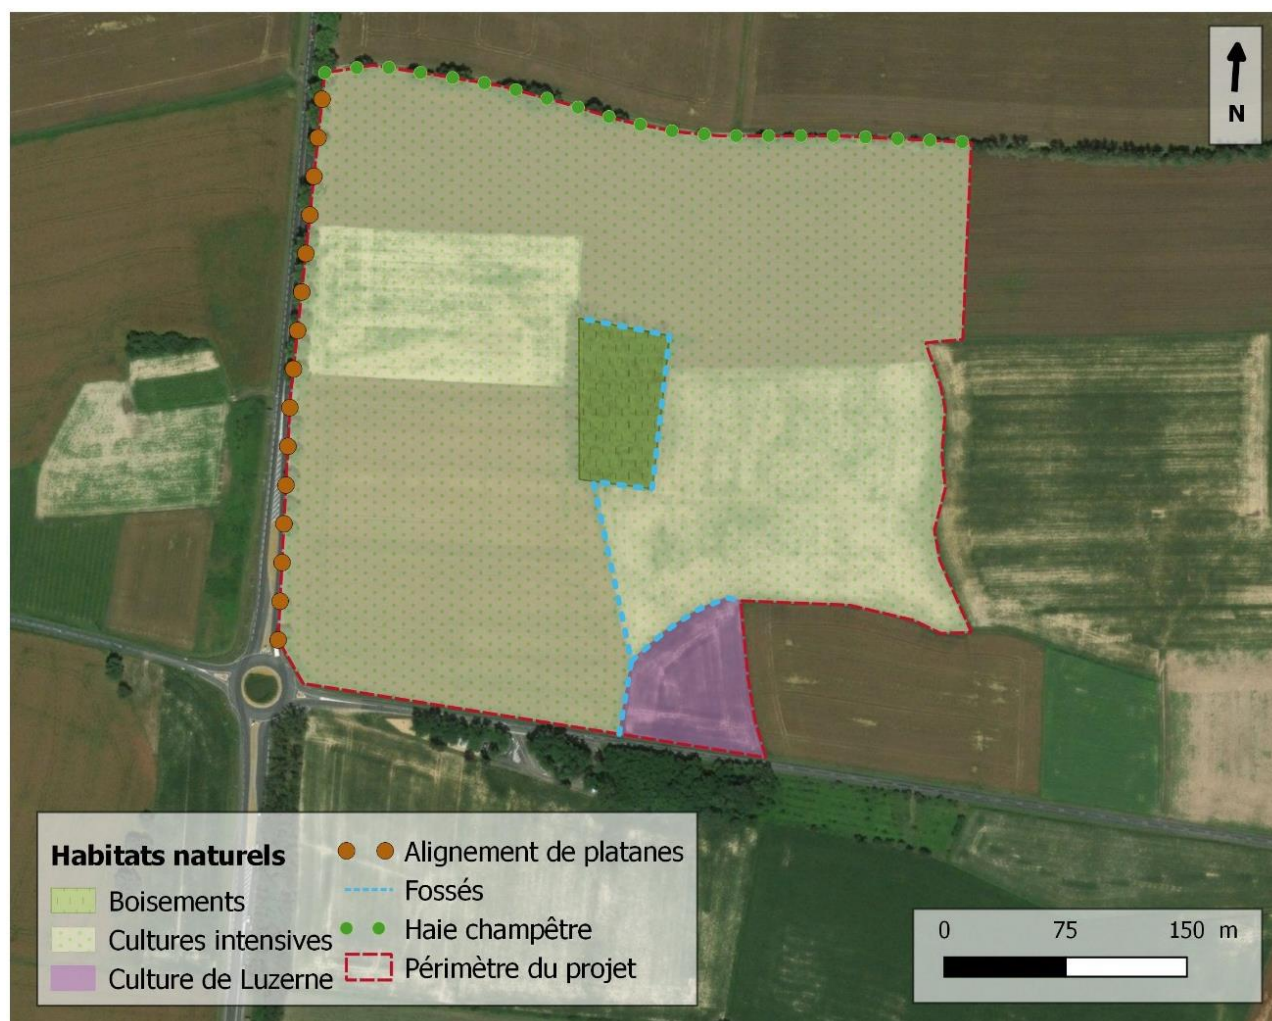 N
Habitats naturels
Boisements
Cultures intensives
Culture de Luzerne
Alignement de platanes
Fossés
Haie champêtre
Périmètre du projet
0 75 150 m